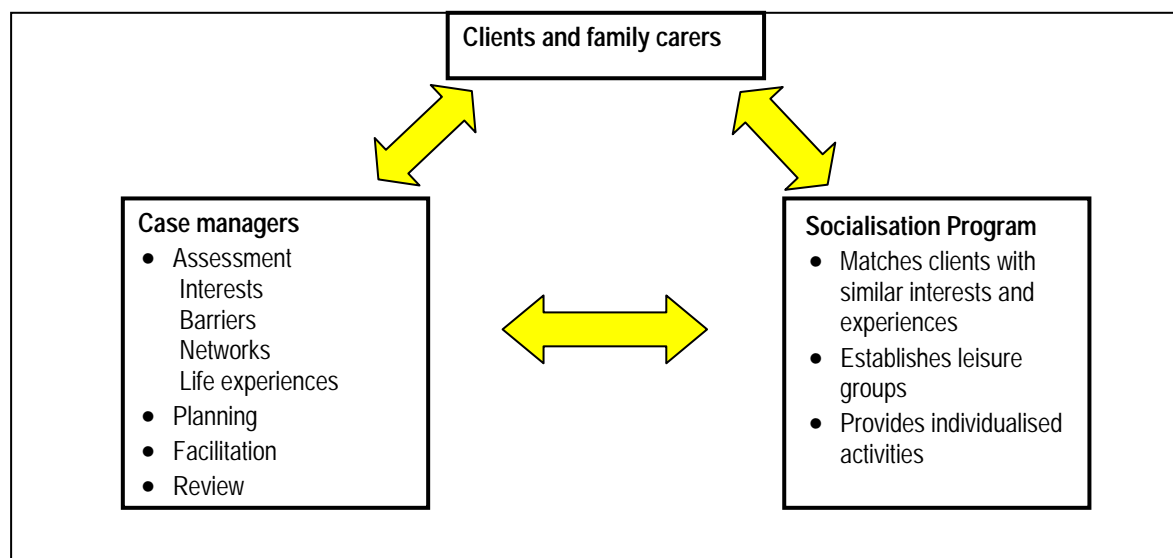 Clients and family carers
Case managers
• Assessment
Interests
Barriers
Networks
Life experiences
• Planning
• Facilitation
• Review
Socialisation Program
• Matches clients with
similar interests and
experiences
• Establishes leisure
groups
• Provides individualised
activities